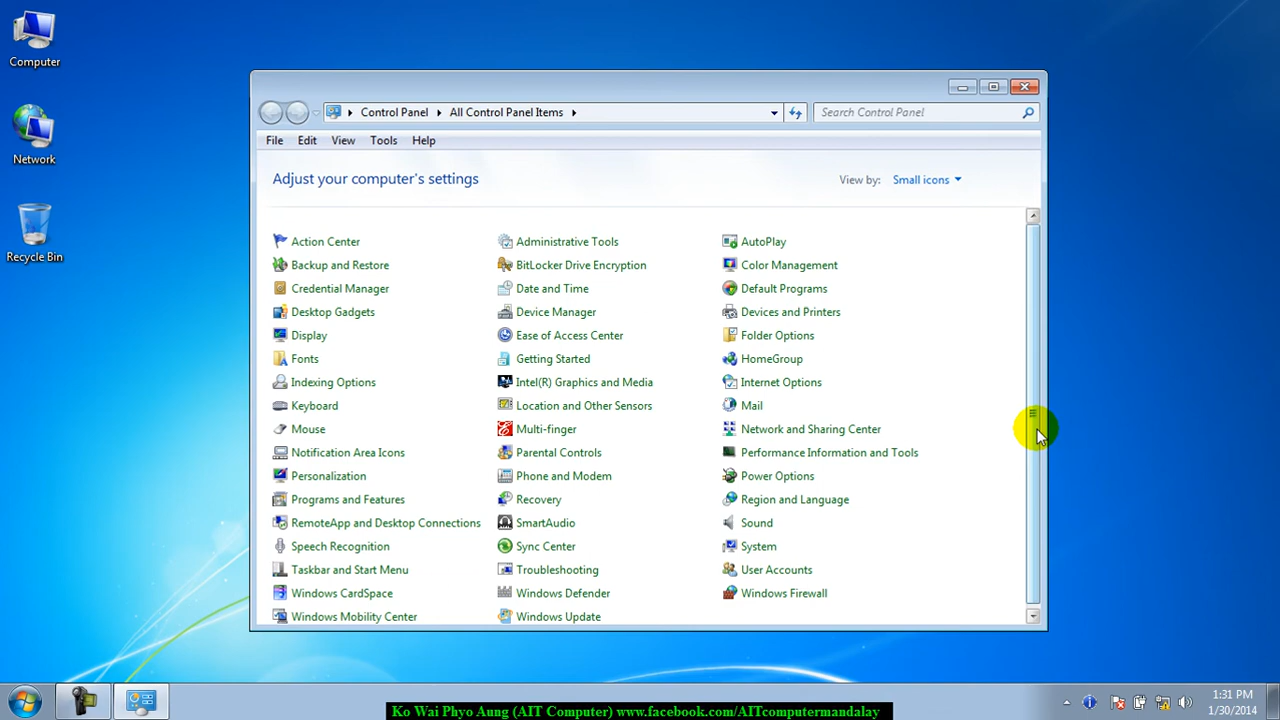 Computer
Network
Recycle Bin
Control Panel All Control Panel Items Search Control Panel
File Edit View Tools Help
Adjust your computer's settings View by: Small icons
Action Center Administrative Tools AutoPlay
Backup and Restore BitLocker Drive Encryption Color Management
Credential Manager Date and Time Default Programs
Desktop Gadgets Device Manager Devices and Printers
Display Ease of Access Center Folder Options
Fonts Getting Started HomeGroup
Indexing Options Intel(R) Graphics and Media Internet Options
Keyboard Location and Other Sensors Mail
Mouse Multi-finger Network and Sharing Center
Notification Area Icons Parental Controls Performance Information and Tools
Personalization Phone and Modem Power Options
Programs and Features Recovery Region and Language
RemoteApp and Desktop Connections SmartAudio Sound
Speech Recognition Sync Center System
Taskbar and Start Menu Troubleshooting User Accounts
Windows CardSpace Windows Defender Windows Firewall
Windows Mobility Center Windows Update
1:31 PM
1/30/2014
Ko Wai Phyo Aung (AIT Computer) www.facebook.com/AITcomputermandalay